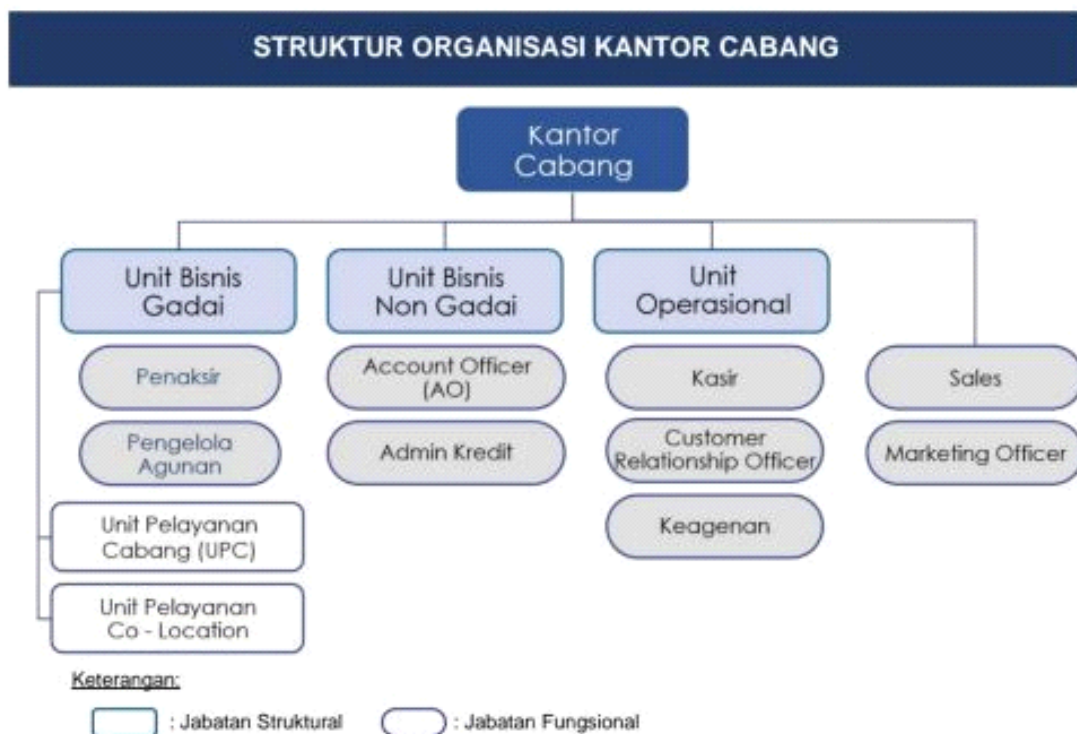 STRUKTUR ORGANISASI KANTOR CABANG
Kantor
Cabang
Unit Bisnis
Gadai
Unit Bisnis
Non Gadai
Unit
Operasional
Penaksir
Account Officer
(AO)
Kasir
Sales
Pengelola
Agunan
Admin Kredit
Customer
Relationship Officer
Marketing Officer
Unit Pelayanan
Cabang (UPC)
Keagenan
Unit Pelayanan
Co - Location
Keterangan:
: Jabatan Struktural
: Jabatan Fungsional